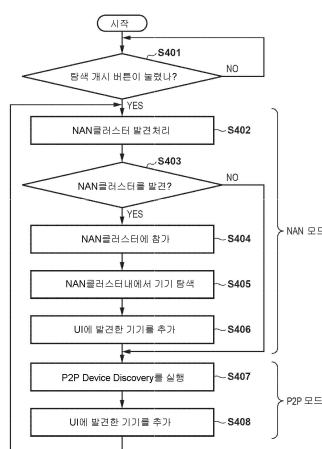 시작
S401
탐색 개시 버튼이 눌렸나?
NO
YES
NAN클러스터 발견처리
S402
S403
NAN클러스터를 발견?
NO
YES
NAN클러스터에 참가
S404
NAN 모드
NAN클러스터내에서 기기 탐색
S405
UI에 발견한 기기를 추가
S406
P2P Device Discovery를 실행
S407
P2P 모드
UI에 발견한 기기를 추가
S408